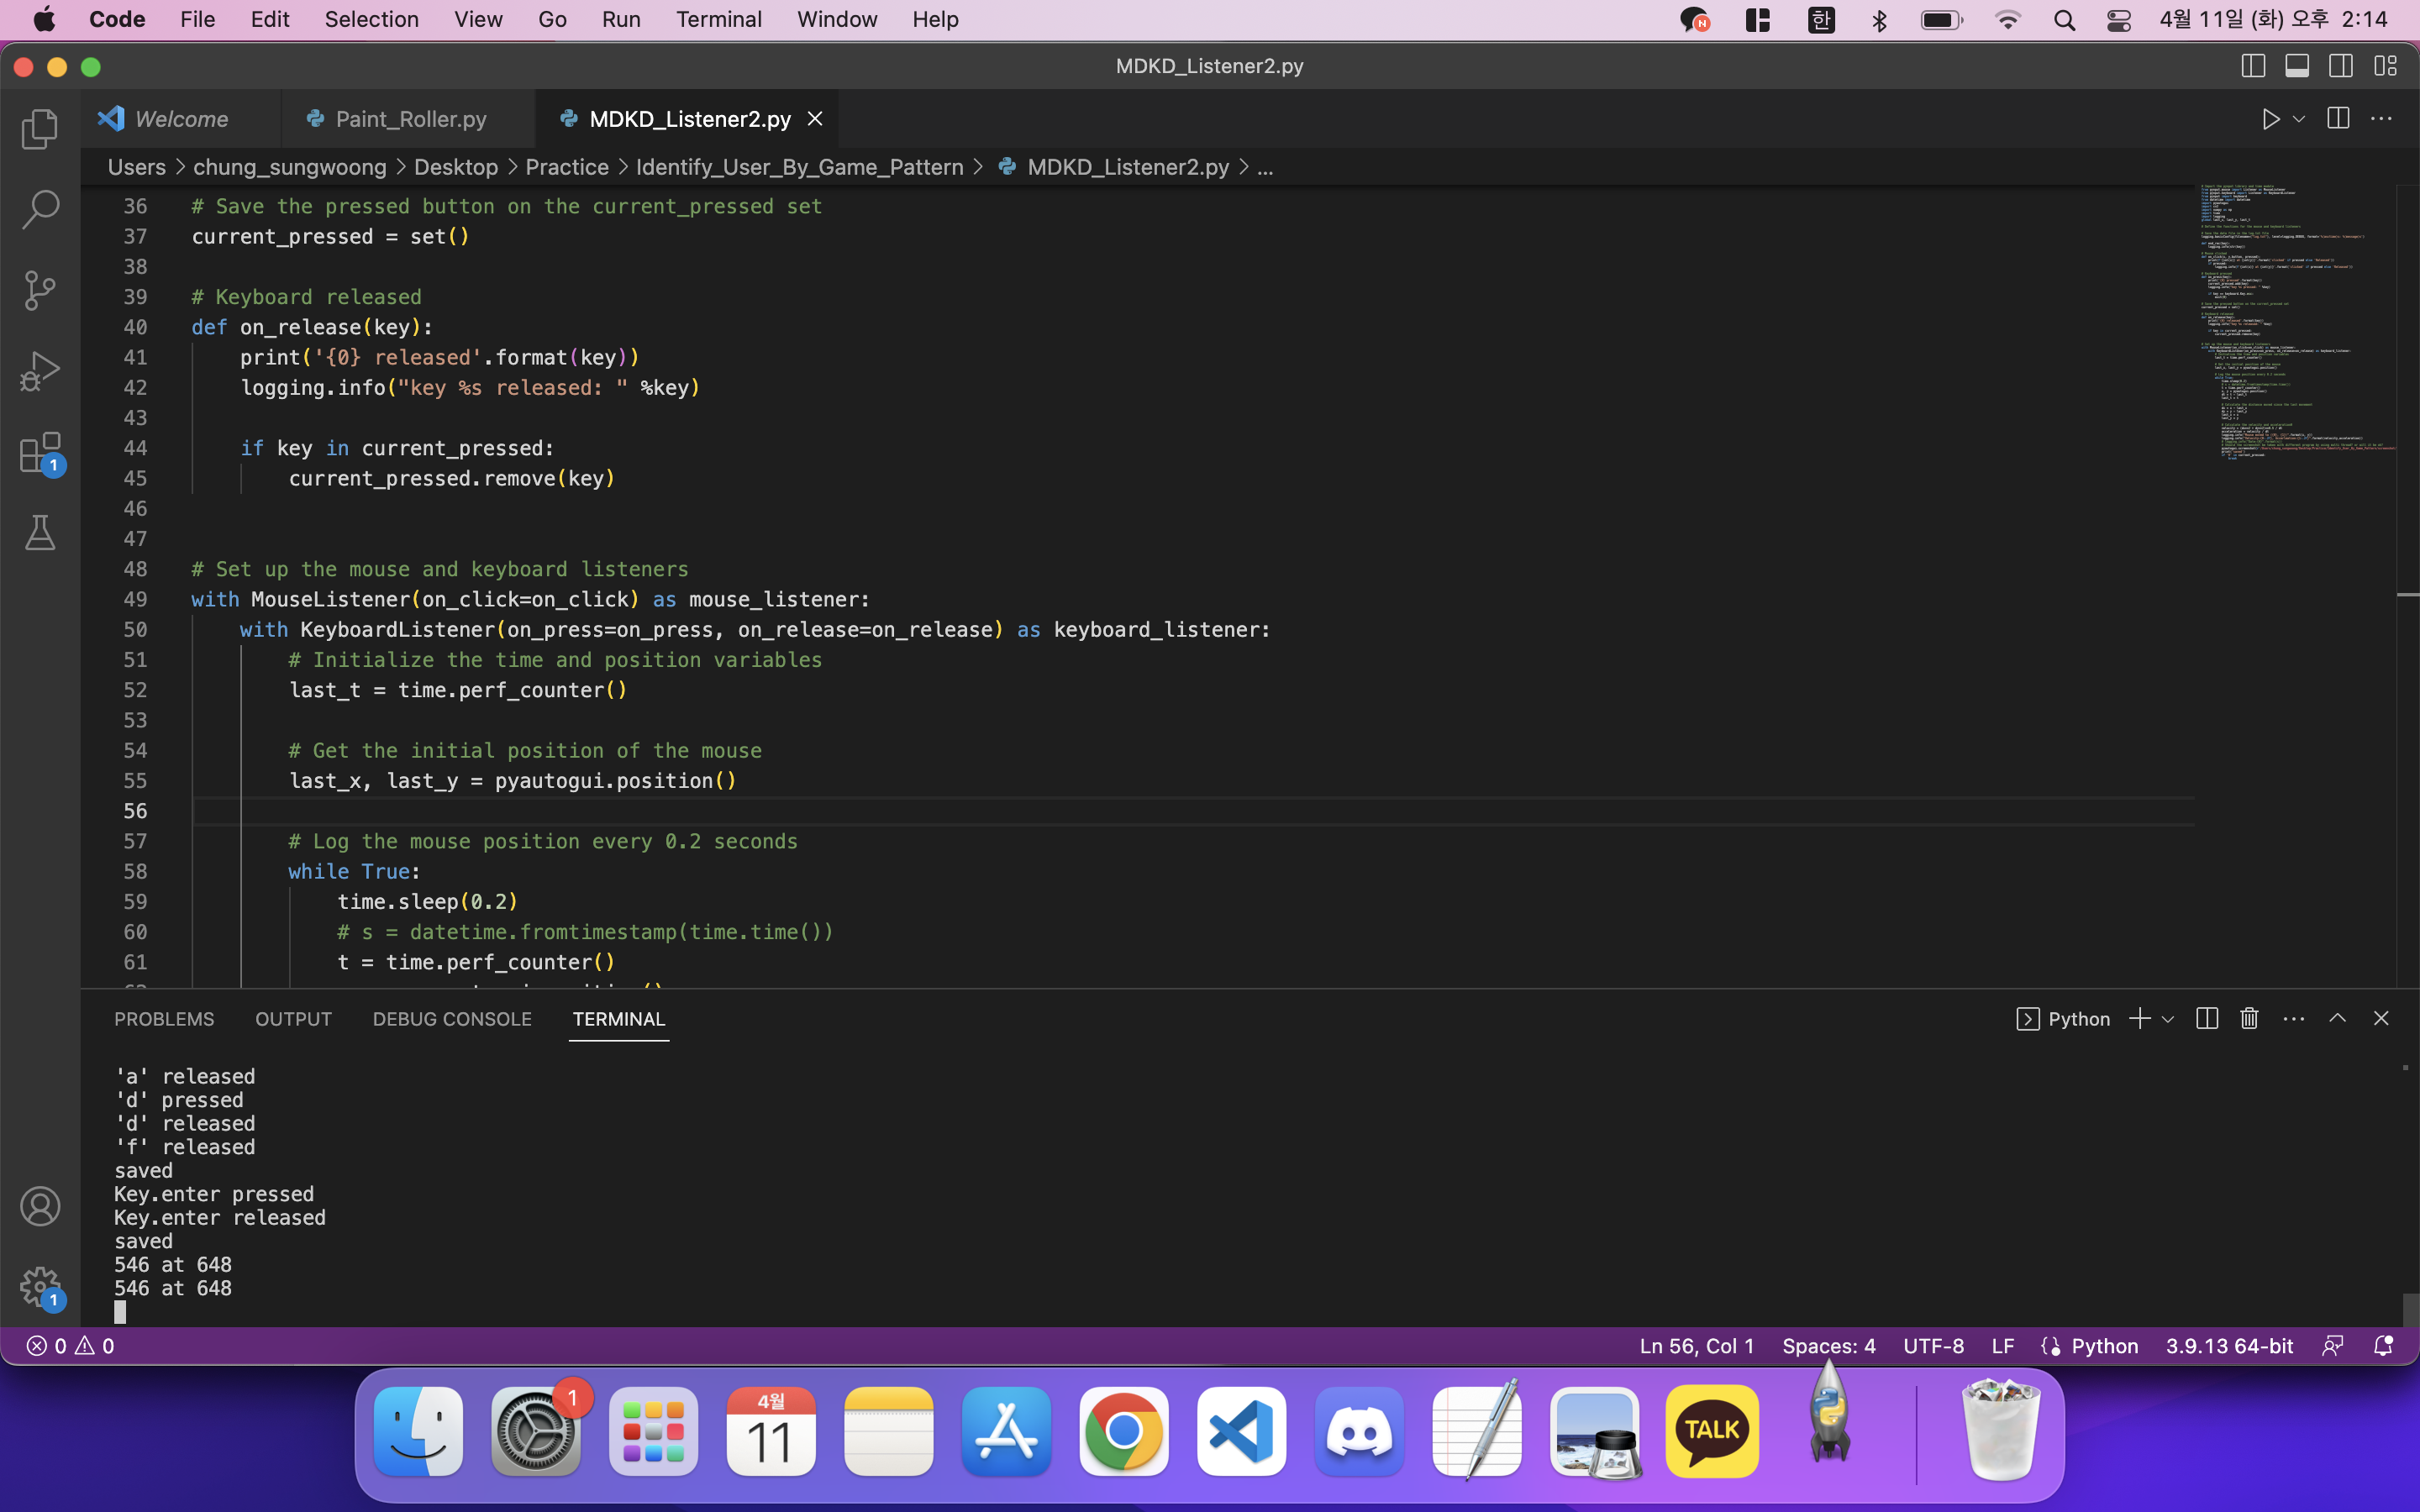 Code File Edit Selection View Go Run Terminal Window Help N 한 4월 11일 (화) 오후 2:14
MDKD_Listener2.py
Welcome Paint_Roller.py MDKD_Listener2.py
Users > chung_sungwoong > Desktop > Practice > Identify_User_By_Game_Pattern > MDKD_Listener2.py > ...
36 # Save the pressed button on the current_pressed set
37 current_pressed = set()
38
39 # Keyboard released
40 def on_release(key):
41 print('{0} released'.format(key))
42 logging.info("key %s released: " %key)
43
44 if key in current_pressed:
45 current_pressed.remove(key)
46
47
48 # Set up the mouse and keyboard listeners
49 with MouseListener(on_click=on_click) as mouse_listener:
50 with KeyboardListener(on_press=on_press, on_release=on_release) as keyboard_listener:
51 # Initialize the time and position variables
52 last_t = time.perf_counter()
53
54 # Get the initial position of the mouse
55 last_x, last_y = pyautogui.position()
56
57 # Log the mouse position every 0.2 seconds
58 while True:
59 time.sleep(0.2)
60 # s = datetime.fromtimestamp(time.time())
61 t = time.perf_counter()
1
PROBLEMS OUTPUT DEBUG CONSOLE TERMINAL Python
'a' released
'd' pressed
'd' released
'f' released
saved
Key.enter pressed
Key.enter released
saved
546 at 648
546 at 648
1
0 0 Ln 56, Col 1 Spaces: 4 UTF-8 LF Python 3.9.13 64-bit
1
4월
11
TALK